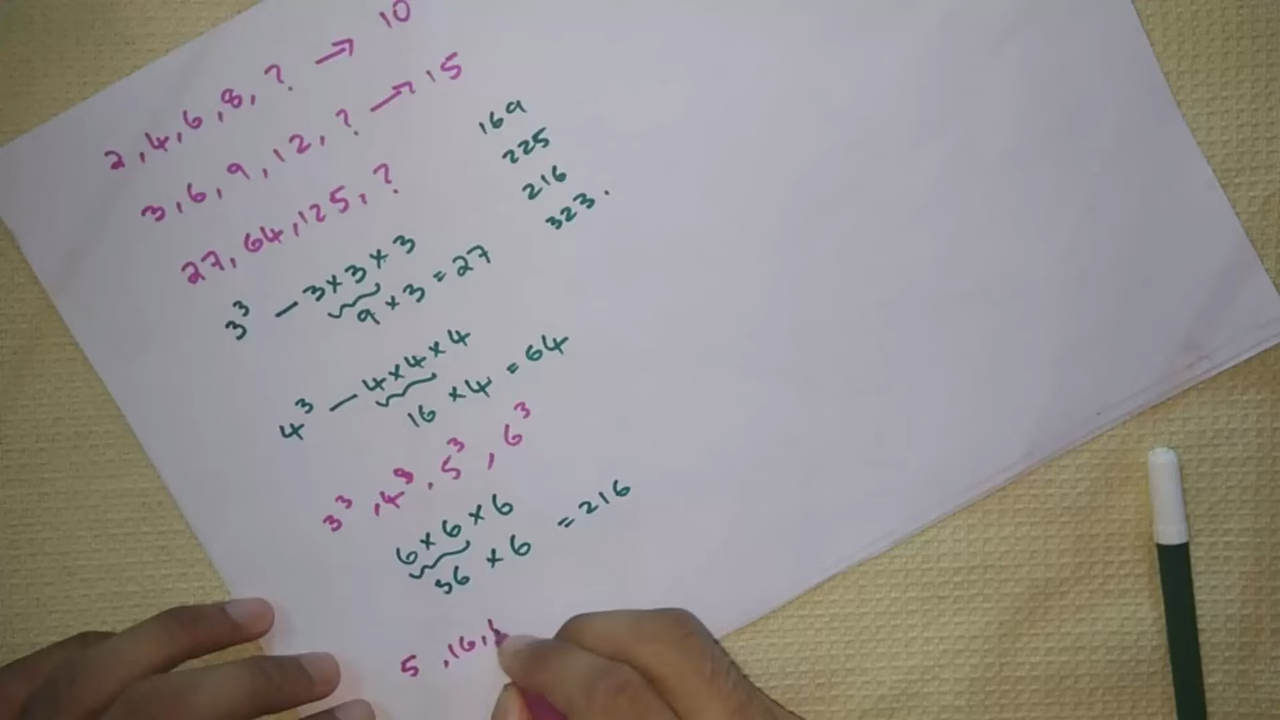 2, 4, 6, 8, ? → 10
3, 6, 9, 12, ? → 15
27, 64, 125, ?
169
225
216
323.
3³ — 3×3×3
9×3 = 27
4³ — 4×4×4
16 ×4 = 64
3³, 4³, 5³, 6³
6×6×6
36 ×6 = 216
5, 16,